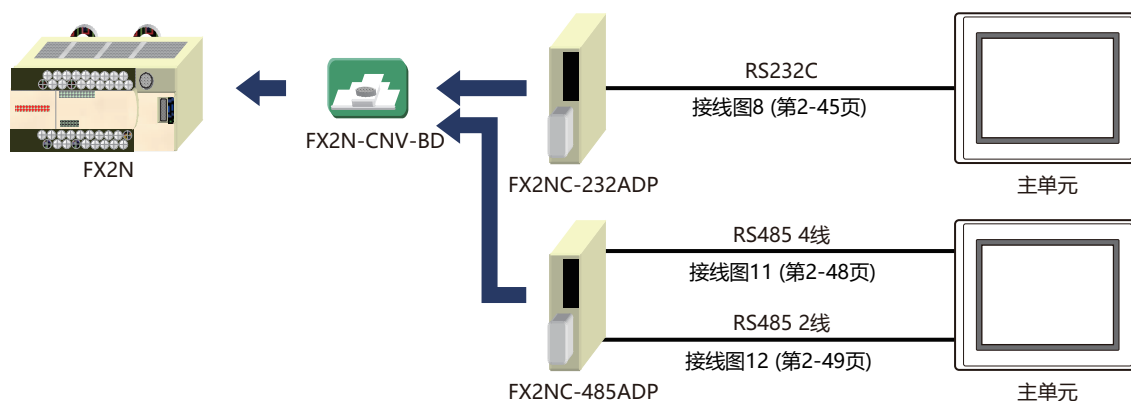 RS232C
接线图8 (第2-45页)
FX2N-CNV-BD
FX2N
FX2NC-232ADP
主单元
RS485 4线
接线图11 (第2-48页)
RS485 2线
接线图12 (第2-49页)
FX2NC-485ADP
主单元